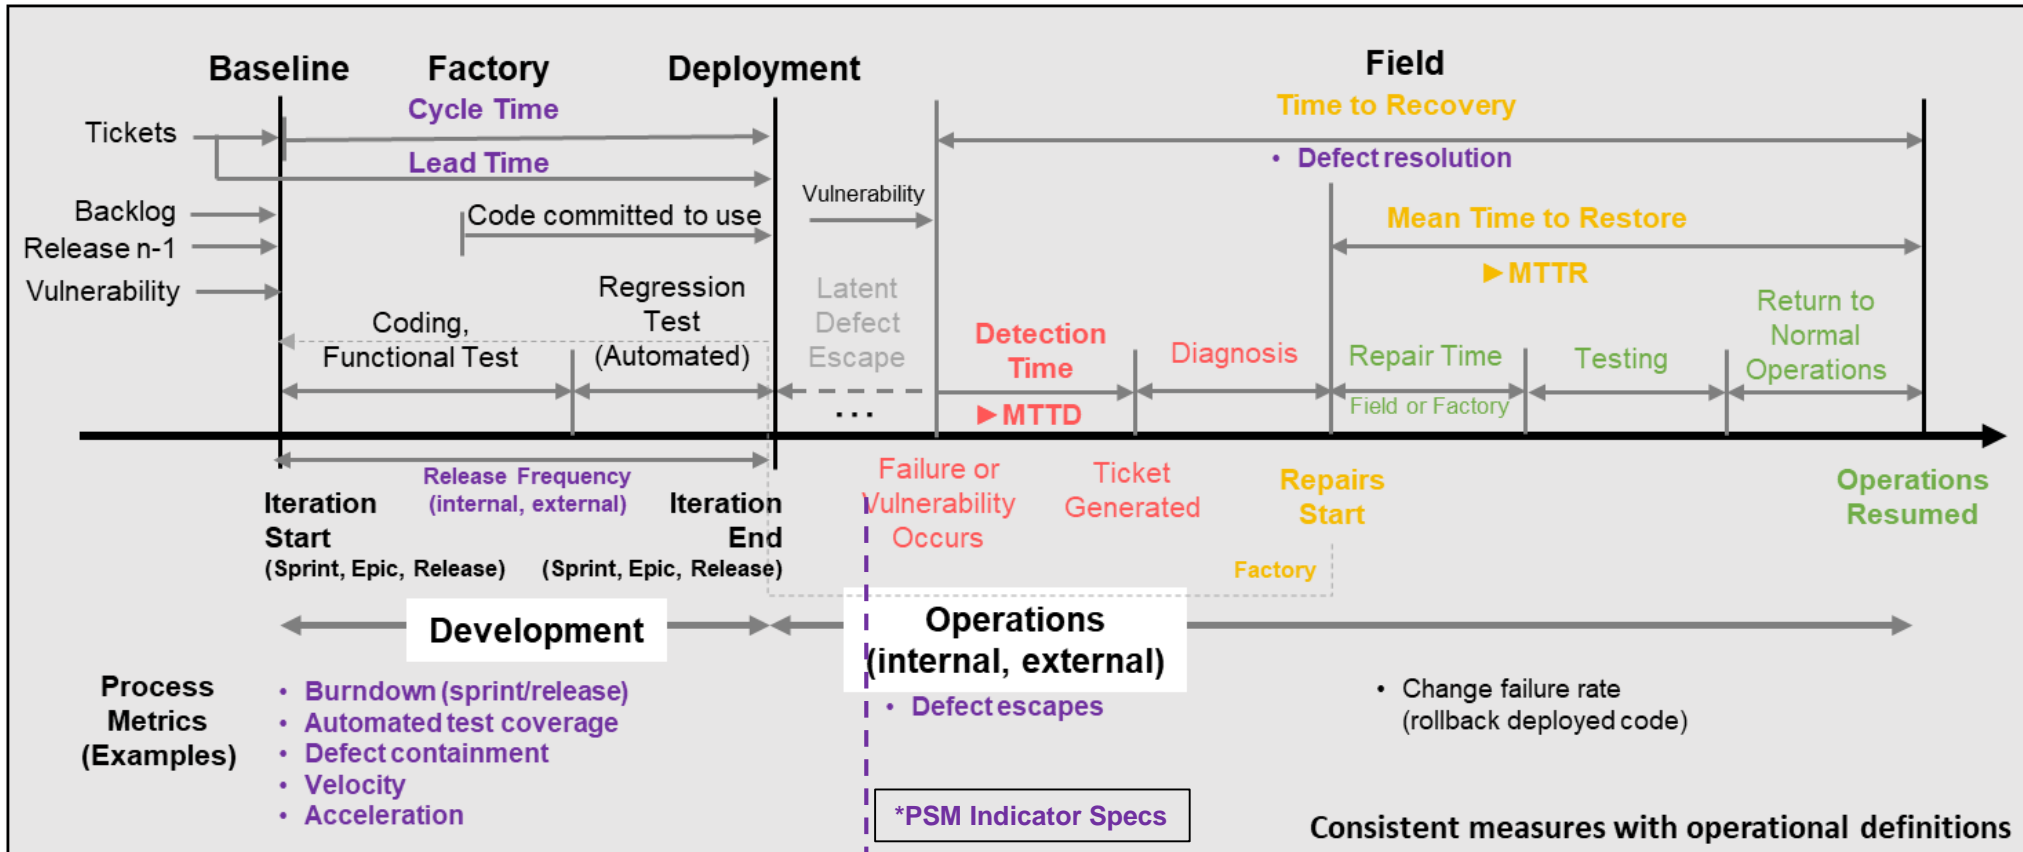 Baseline
Factory
Deployment
Field
Cycle Time
Time to Recovery
Tickets
Lead Time
• Defect resolution
Vulnerability
Backlog
Code committed to use
Mean Time to Restore
Release n-1
►MTTR
Vulnerability
Coding,
Functional Test
Regression
Test
(Automated)
Latent
Defect
Escape
...
Detection
Time
►MTTD
Diagnosis
Repair Time
Field or Factory
Testing
Return to
Normal
Operations
Release Frequency
(internal, external)
Iteration
Start
(Sprint, Epic, Release)
Iteration
End
(Sprint, Epic, Release)
Failure or
Vulnerability
Occurs
Ticket
Generated
Repairs
Start
Operations
Resumed
Factory
Development
Operations
(internal, external)
Process
Metrics
(Examples)
• Burndown (sprint/release)
• Automated test coverage
• Defect containment
• Velocity
• Acceleration
• Defect escapes
• Change failure rate
(rollback deployed code)
*PSM Indicator Specs
Consistent measures with operational definitions